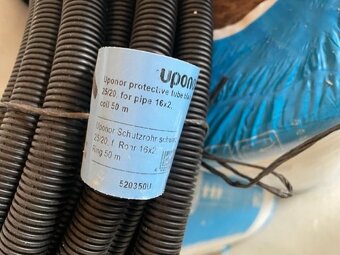 upon
Uponor protective tube
25/20, for pipe 16x2,
coil 50 m
Uponor Schutzrohr
25/20, f. Rohr 16x2,
Ring 50 m
520350U